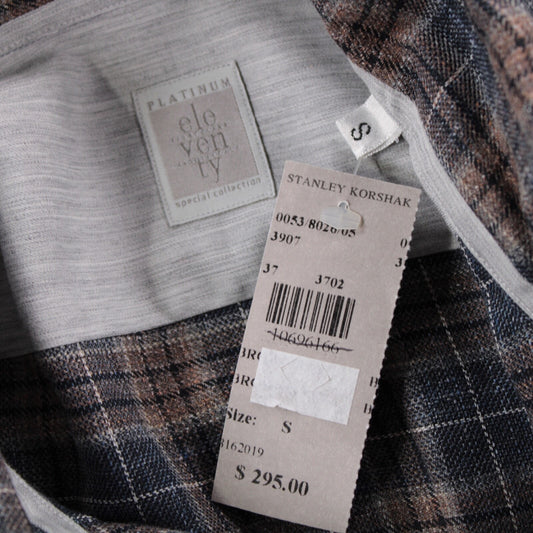 PLATINUM
ele
ven
ty
special collection
S
STANLEY KORSHAK
0053/8026/05 0
3907
37 3702
10696166
Size: S
162019
$ 295.00